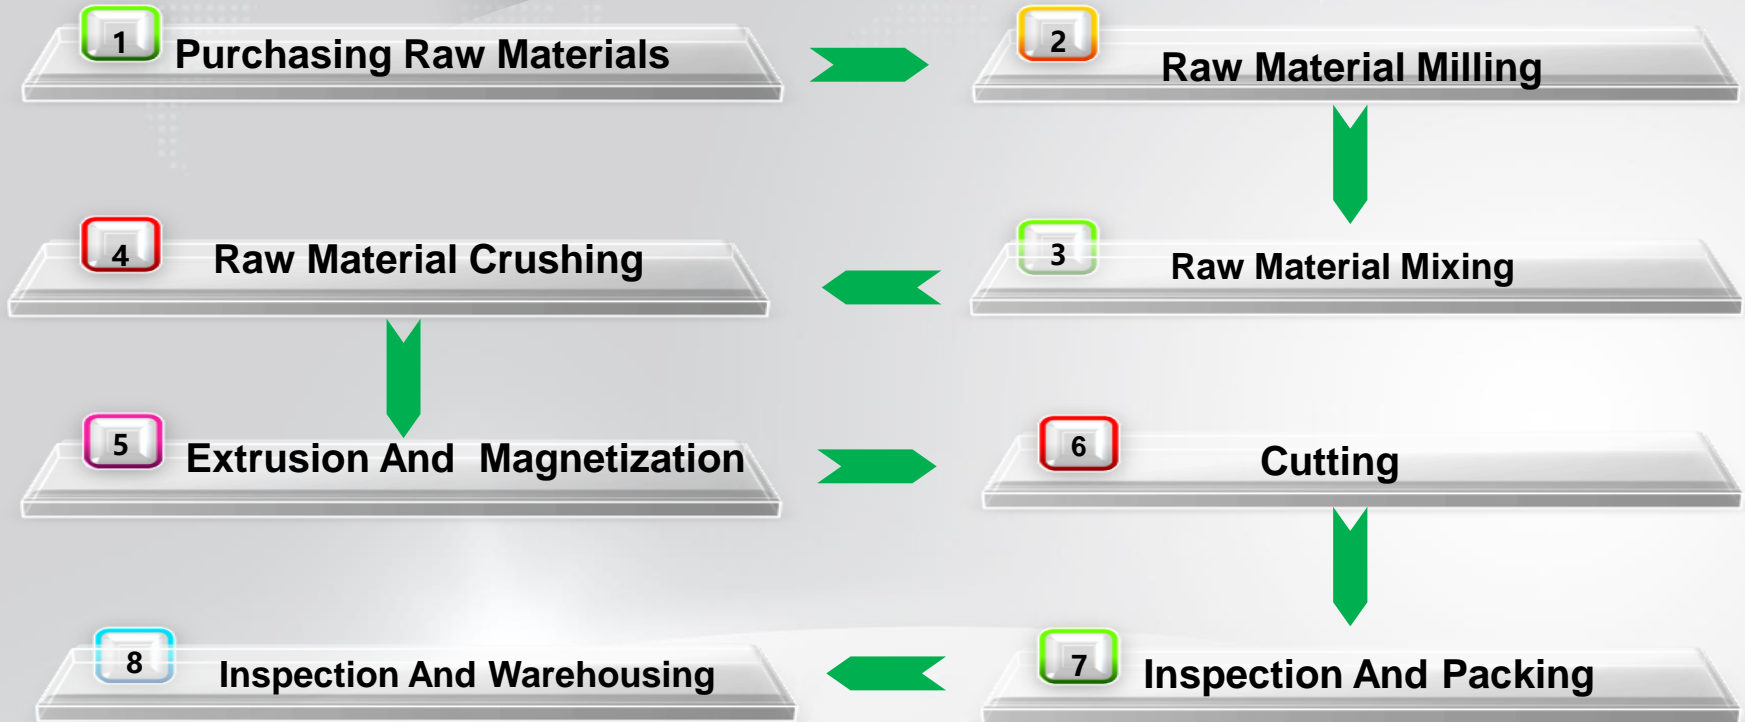 1
Purchasing Raw Materials
2
Raw Material Milling
3
Raw Material Mixing
4
Raw Material Crushing
5
Extrusion And  Magnetization
6
Cutting
7
Inspection And Packing
8
Inspection And Warehousing